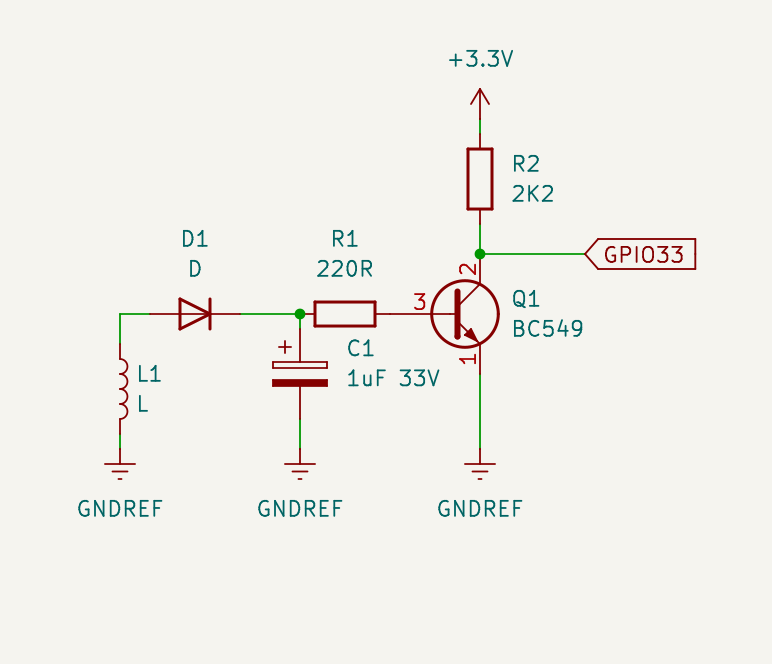 +3.3V
R2
2K2
D1
D
R1
220R
GPIO33
2
3
Q1
BC549
+
C1
1uF 33V
1
L1
L
GNDREF
GNDREF
GNDREF